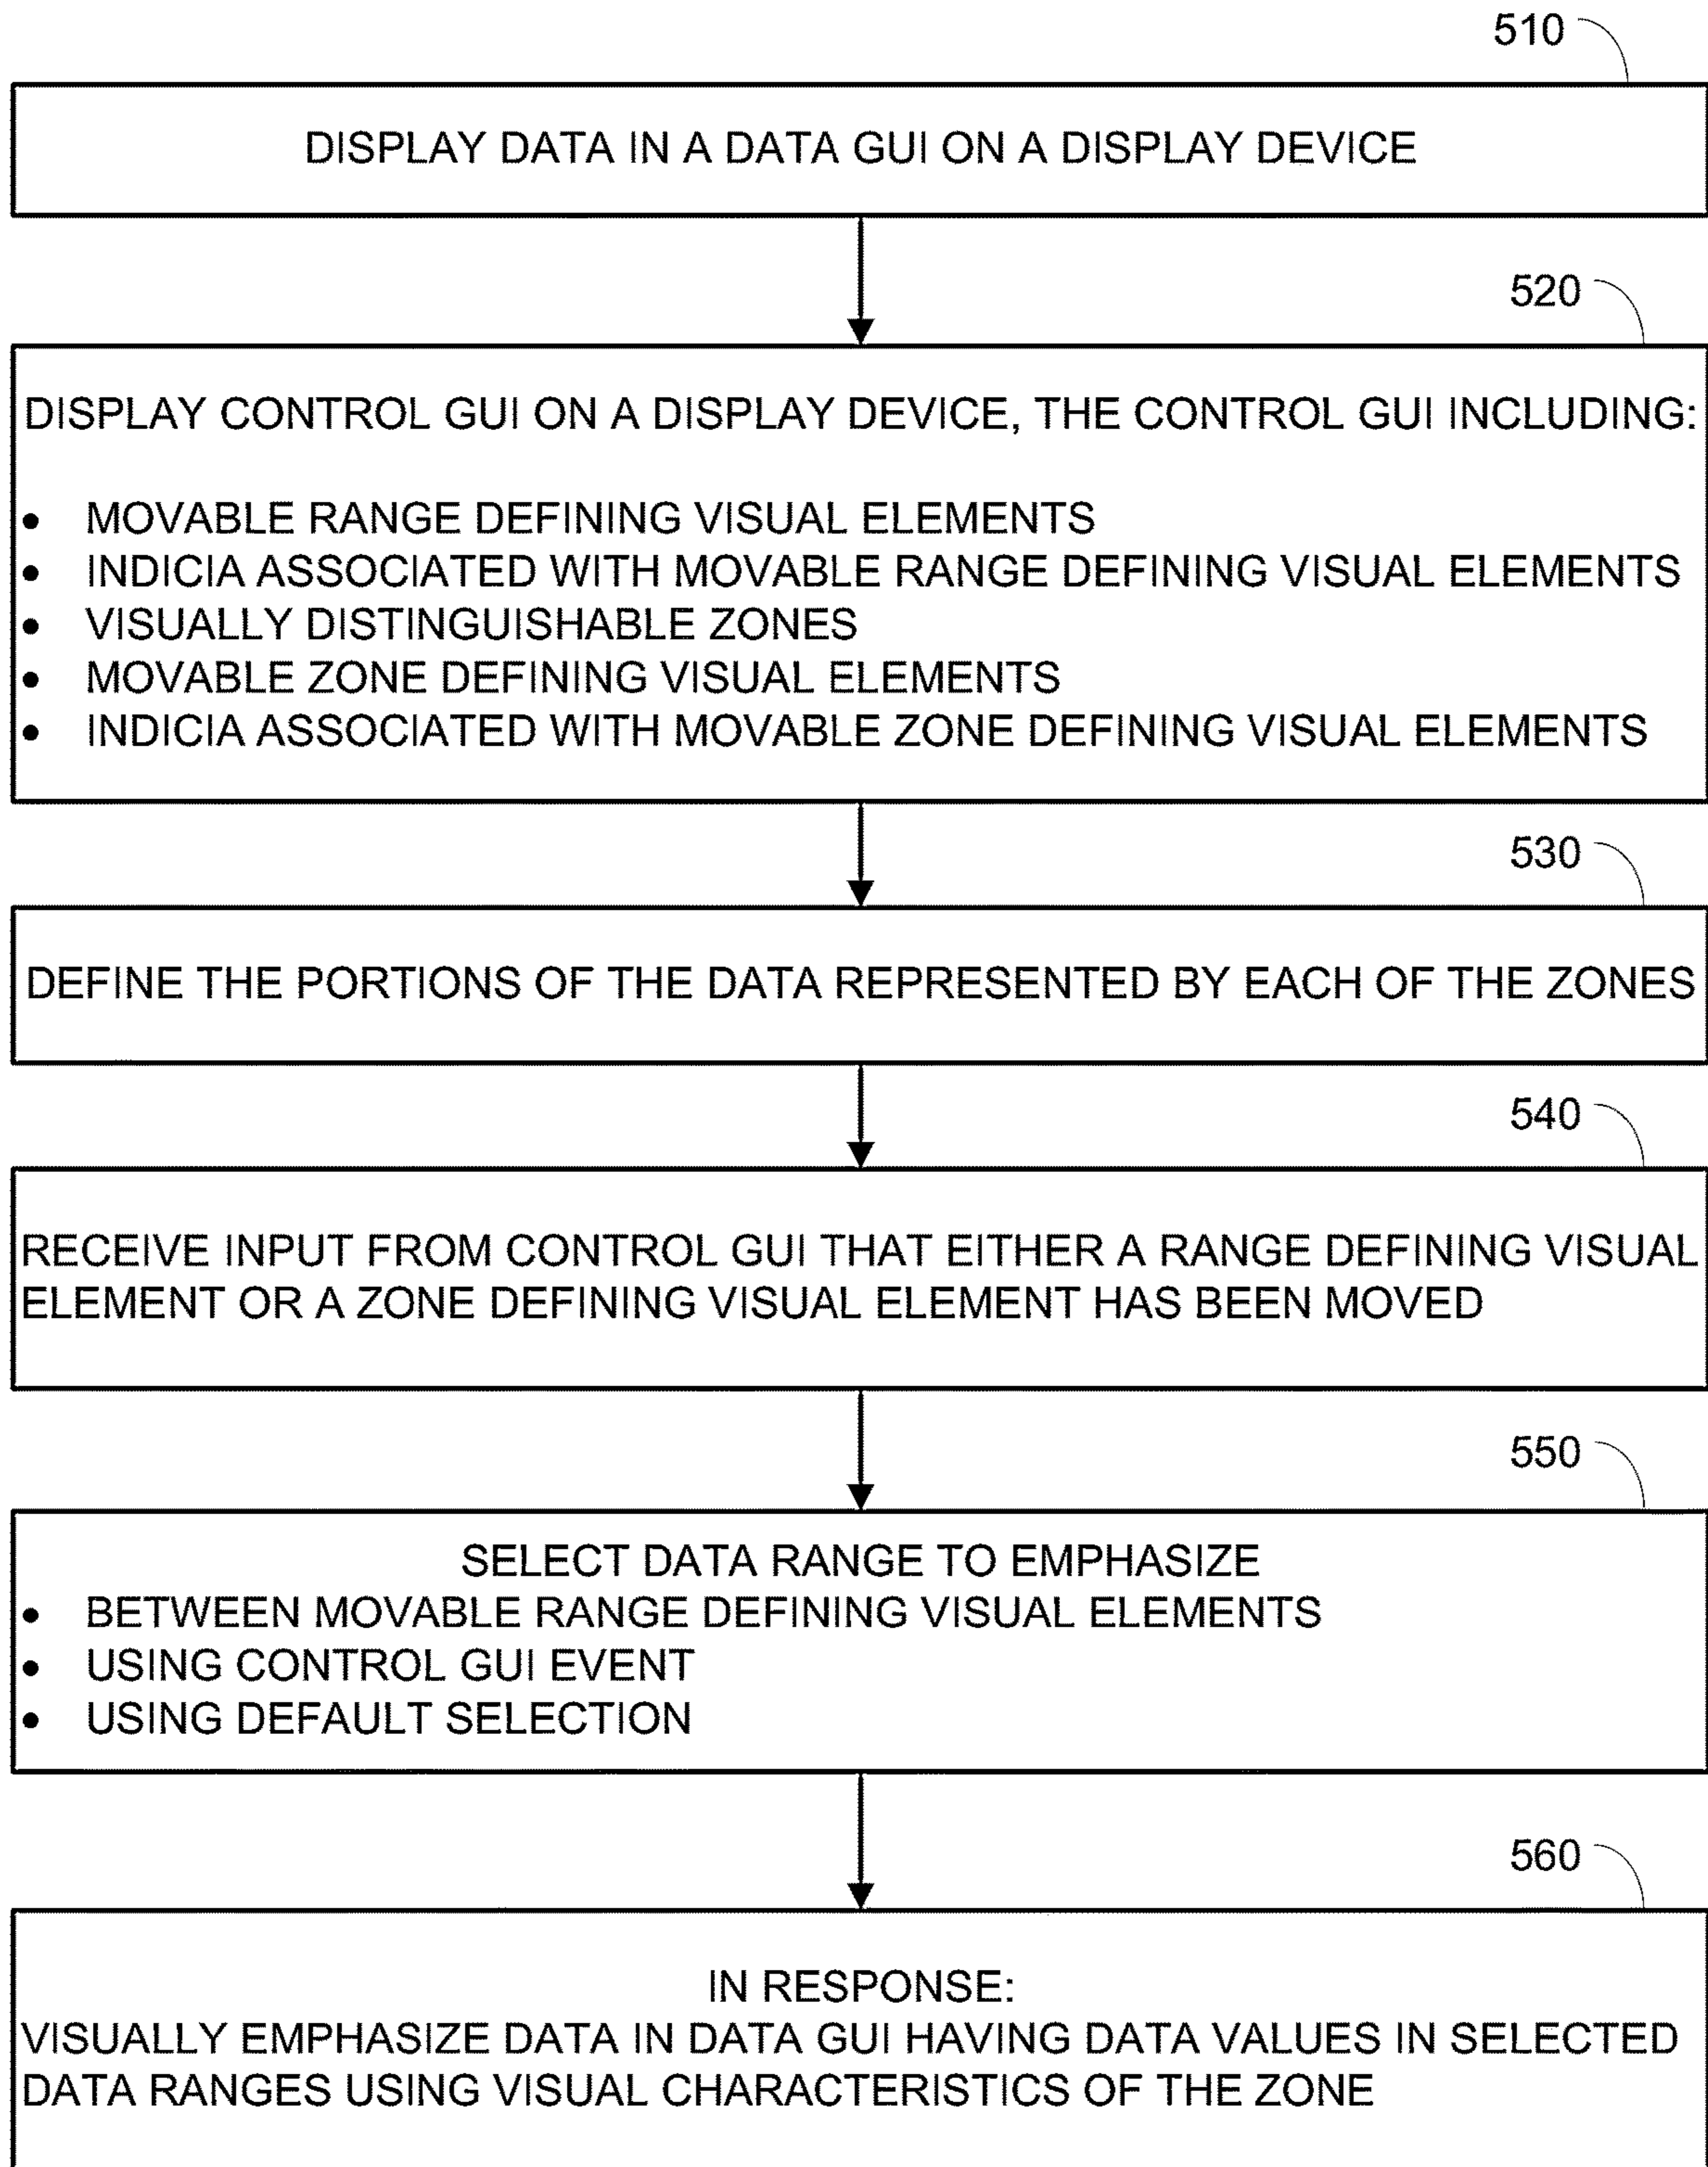 510
DISPLAY DATA IN A DATA GUI ON A DISPLAY DEVICE
520
DISPLAY CONTROL GUI ON A DISPLAY DEVICE, THE CONTROL GUI INCLUDING:
• MOVABLE RANGE DEFINING VISUAL ELEMENTS
• INDICIA ASSOCIATED WITH MOVABLE RANGE DEFINING VISUAL ELEMENTS
• VISUALLY DISTINGUISHABLE ZONES
• MOVABLE ZONE DEFINING VISUAL ELEMENTS
• INDICIA ASSOCIATED WITH MOVABLE ZONE DEFINING VISUAL ELEMENTS
530
DEFINE THE PORTIONS OF THE DATA REPRESENTED BY EACH OF THE ZONES
540
RECEIVE INPUT FROM CONTROL GUI THAT EITHER A RANGE DEFINING VISUAL
ELEMENT OR A ZONE DEFINING VISUAL ELEMENT HAS BEEN MOVED
550
SELECT DATA RANGE TO EMPHASIZE
• BETWEEN MOVABLE RANGE DEFINING VISUAL ELEMENTS
• USING CONTROL GUI EVENT
• USING DEFAULT SELECTION
560
IN RESPONSE:
VISUALLY EMPHASIZE DATA IN DATA GUI HAVING DATA VALUES IN SELECTED
DATA RANGES USING VISUAL CHARACTERISTICS OF THE ZONE